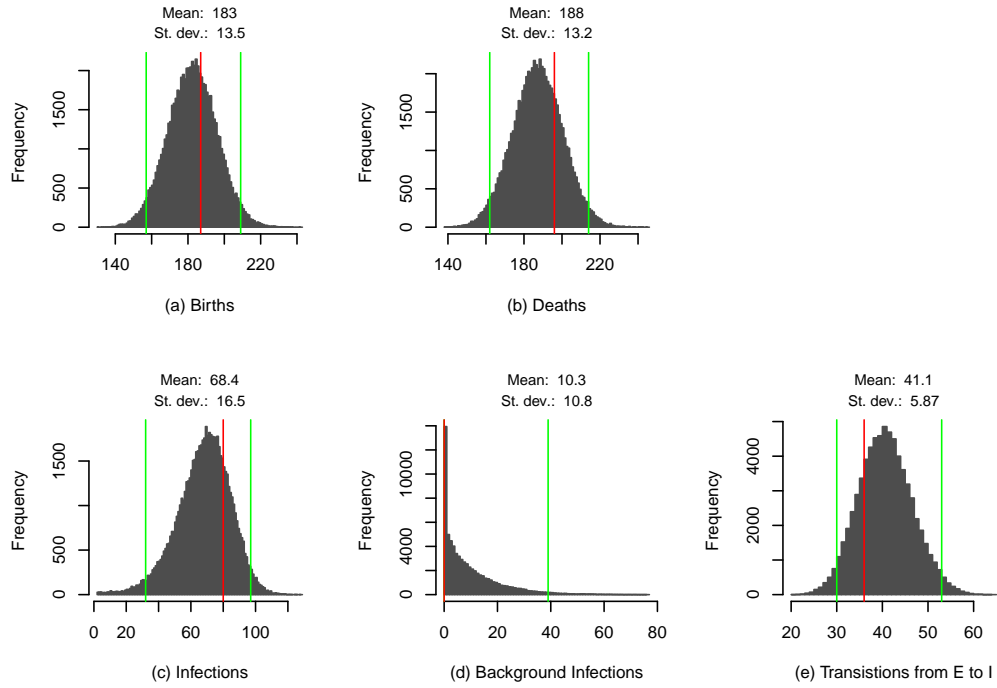 Mean: 183
St. dev.: 13.5
Frequency
0 500 1500
140 180 220
(a) Births
Mean: 188
St. dev.: 13.2
Frequency
0 500 1500
140 180 220
(b) Deaths
Mean: 68.4
St. dev.: 16.5
Frequency
0 500 1500
0 20 60 100
(c) Infections
Mean: 10.3
St. dev.: 10.8
Frequency
0 4000 10000
0 20 40 60 80
(d) Background Infections
Mean: 41.1
St. dev.: 5.87
Frequency
0 2000 4000
20 30 40 50 60
(e) Transistions from E to I